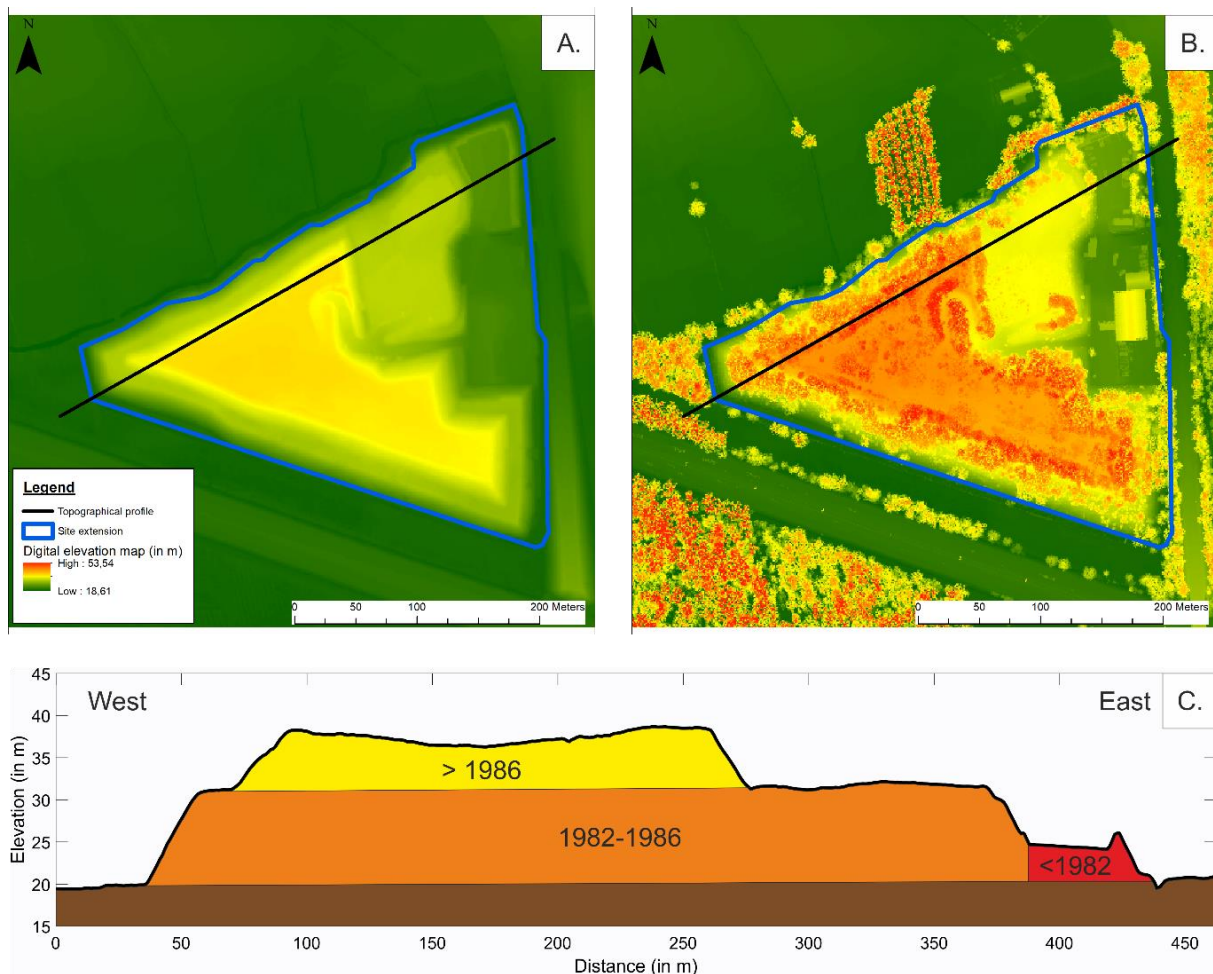 N
A.
Legend
Topographical profile
Site extension
Digital elevation map (in m)
High : 53,54
Low : 18,61
0 50 100 200 Meters
N
B.
0 50 100 200 Meters
45
40
35
30
25
20
15
Elevation (in m)
West
East
C.
> 1986
1982-1986
<1982
0 50 100 150 200 250 300 350 400 450
Distance (in m)